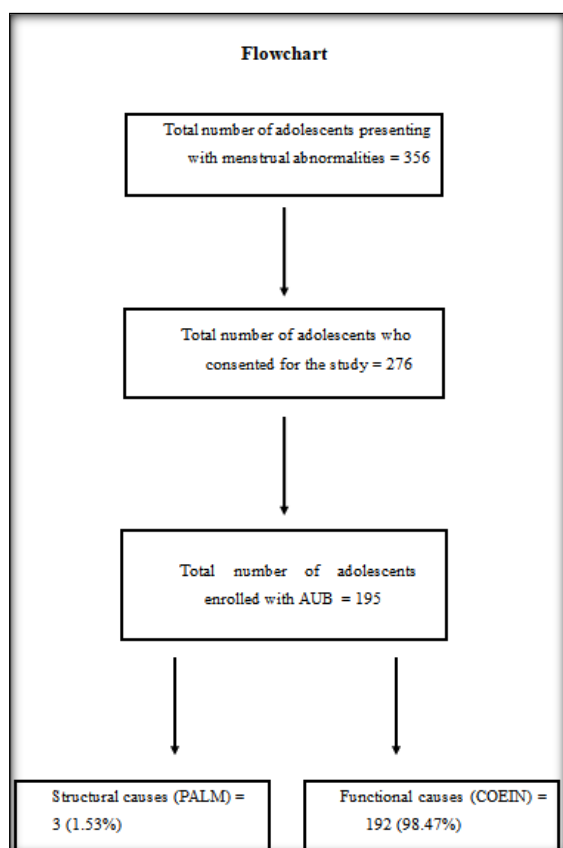 Flowchart
Total number of adolescents presenting
with menstrual abnormalities = 356
Total number of adolescents who
consented for the study = 276
Total number of adolescents
enrolled with AUB = 195
Structural causes (PALM) =
3 (1.53%)
Functional causes (COEIN) =
192 (98.47%)